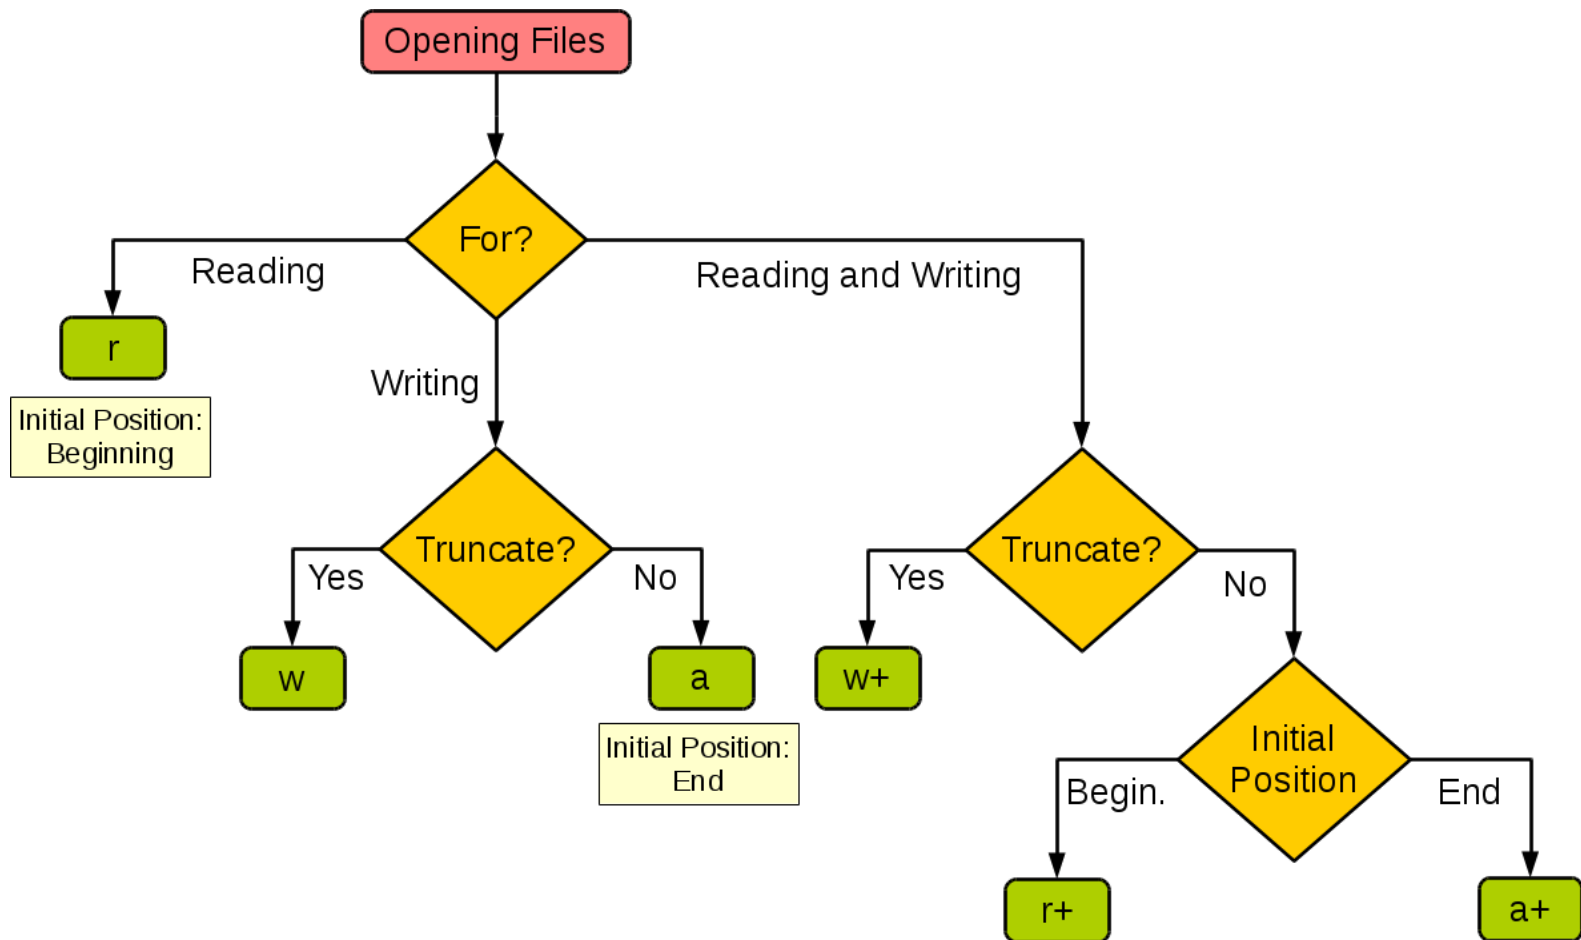 Opening Files
For?
Reading
Reading and Writing
r
Writing
Initial Position:
Beginning
Truncate?
Yes
No
w
a
Initial Position:
End
Truncate?
Yes
No
w+
Initial
Position
Begin.
End
r+
a+